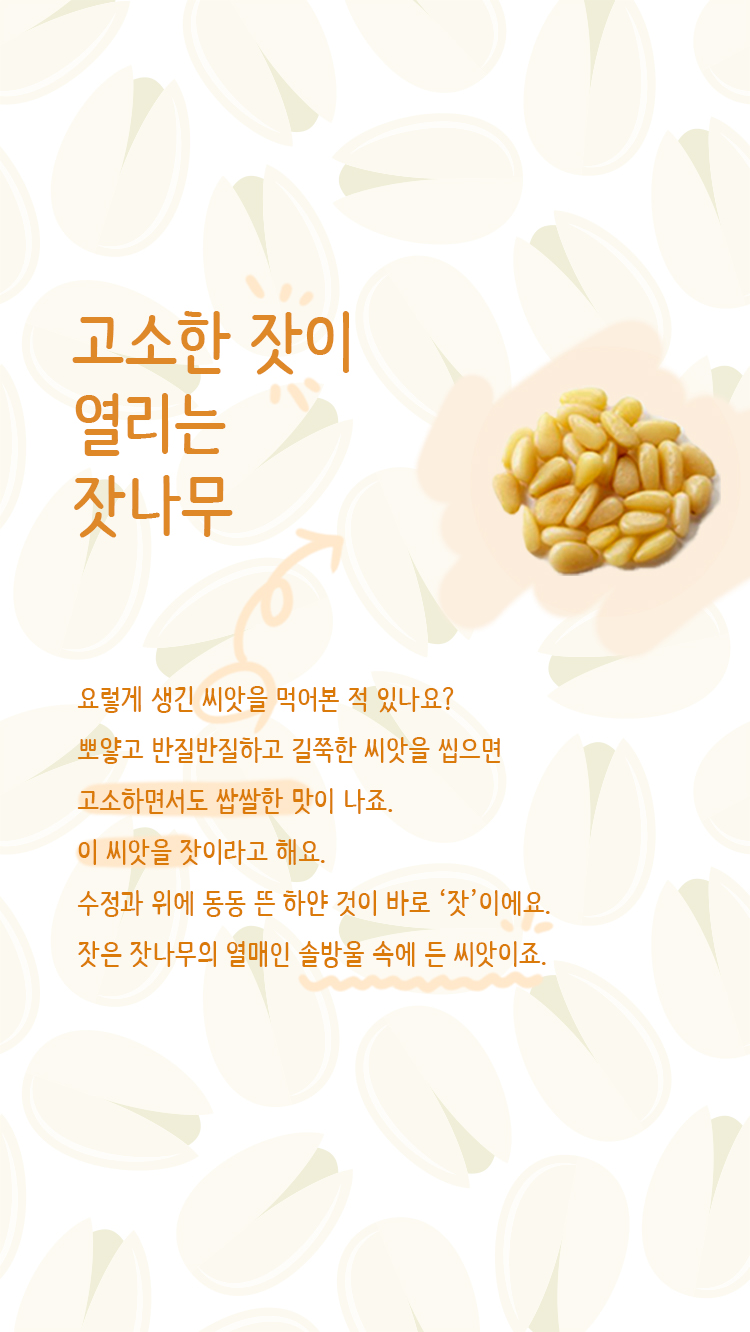 고소한 잣이
열리는
잣나무
요렇게 생긴 씨앗을 먹어본 적 있나요?
뽀얗고 반질반질하고 길쭉한 씨앗을 씹으면
고소하면서도 쌉쌀한 맛이 나죠.
이 씨앗을 잣이라고 해요.
수정과 위에 동동 뜬 하얀 것이 바로 ‘잣’이에요.
잣은 잣나무의 열매인 솔방울 속에 든 씨앗이죠.